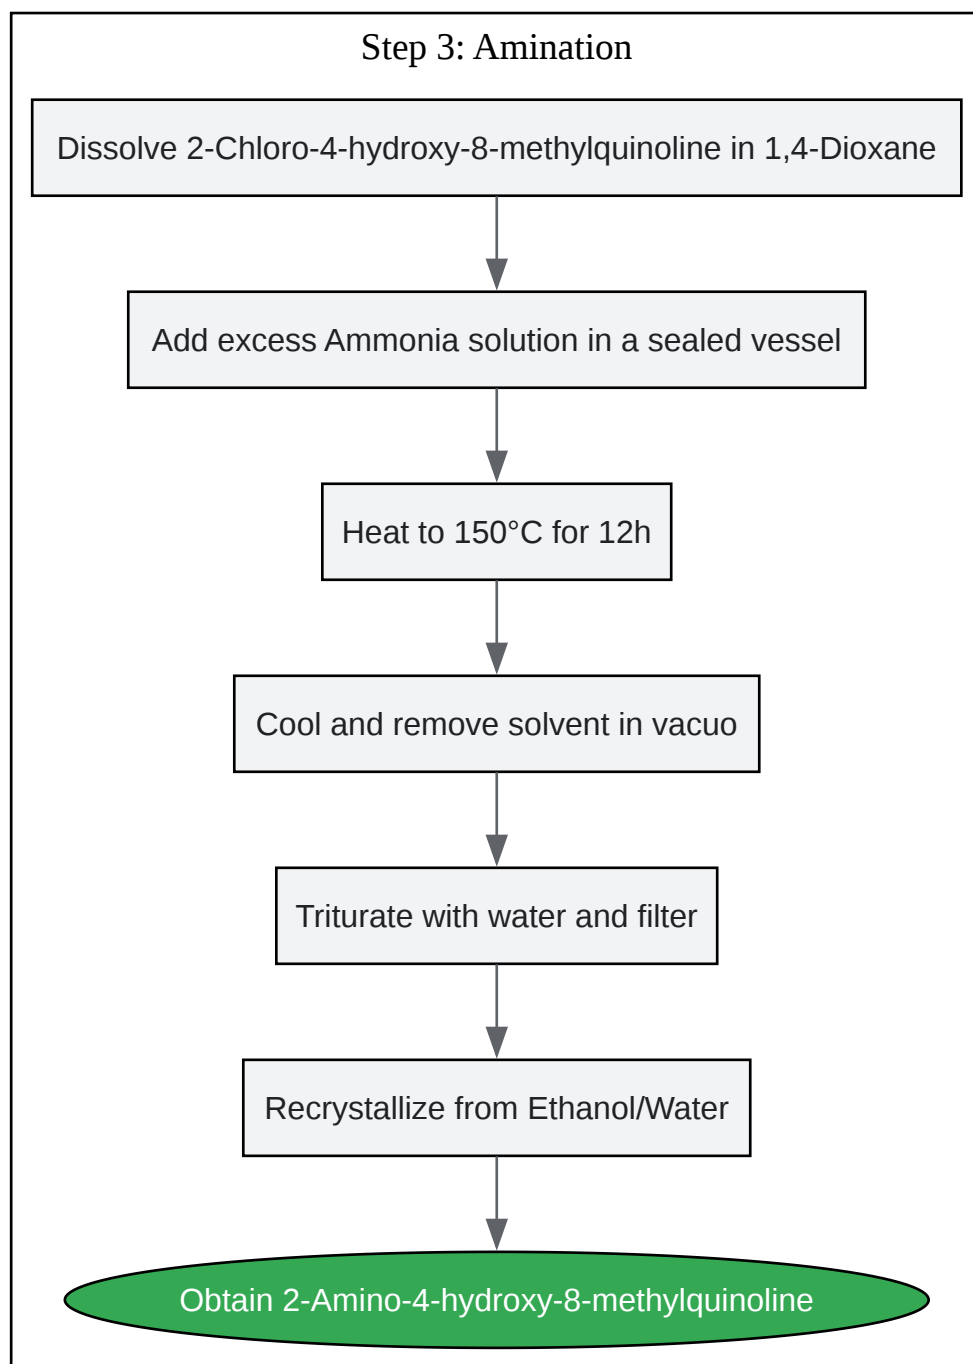 Step 3: Amination
Dissolve 2-Chloro-4-hydroxy-8-methylquinoline in 1,4-Dioxane
Add excess Ammonia solution in a sealed vessel
Heat to 150°C for 12h
Cool and remove solvent in vacuo
Triturate with water and filter
Recrystallize from Ethanol/Water
Obtain 2-Amino-4-hydroxy-8-methylquinoline